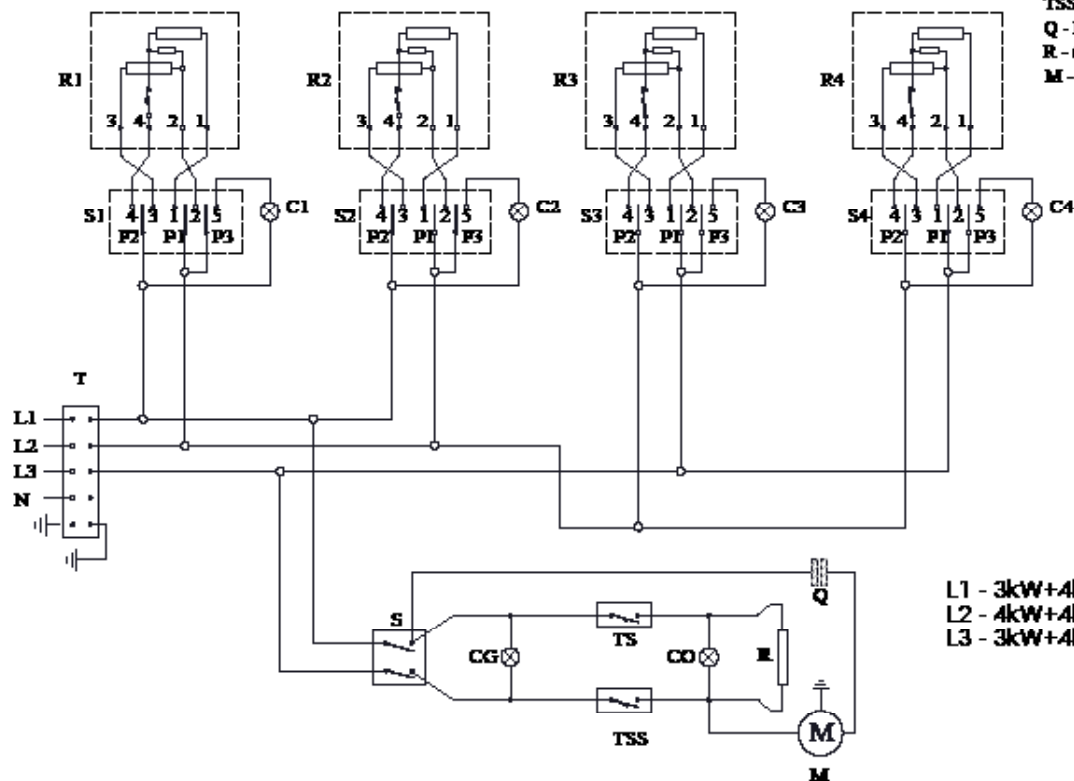 TSS
Q -
R -
M -
R1 R2 R3 R4
3 4 2 1 3 4 2 1 3 4 2 1 3 4 2 1
S1 4 3 1 2 5 C1 S2 4 3 1 2 5 C2 S3 4 3 1 2 5 C3 S4 4 3 1 2 5 C4
P2 P1 P3 P2 P1 P3 P2 P1 P3 P2 P1 P3
T
L1
L2
L3
N
Q
L1 - 3kW+4
L2 - 4kW+4
L3 - 3kW+4
S
TS
CG CO R
TSS
M
M